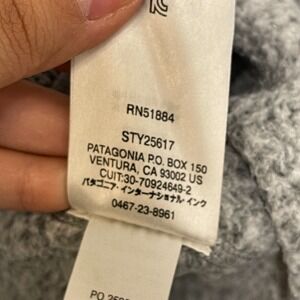 RN51884
STY25617
PATAGONIA P.O. BOX 150
VENTURA, CA 93002 US
CUIT:30-70924649-2
パタゴニア・インターナショナル・インク
0467-23-8961
PO